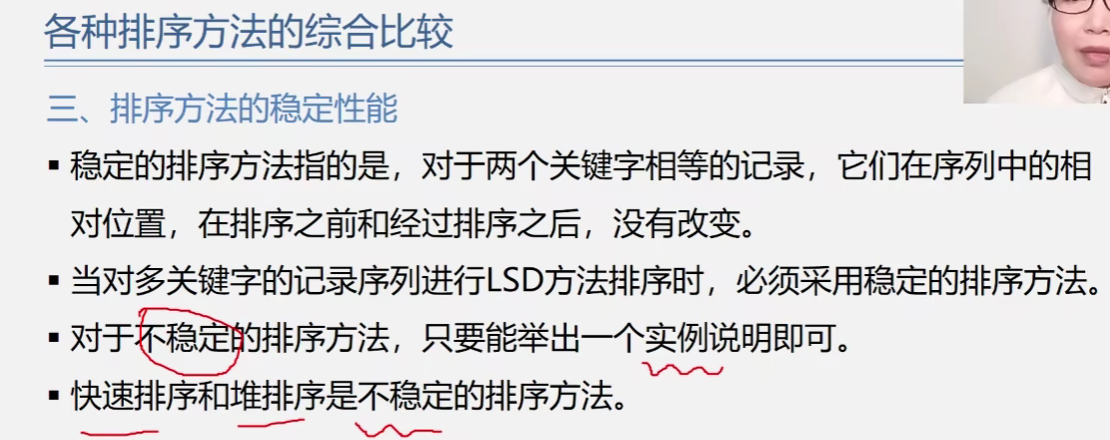 各种排序方法的综合比较
三、排序方法的稳定性能
▪ 稳定的排序方法指的是，对于两个关键字相等的记录，它们在序列中的相
对位置，在排序之前和经过排序之后，没有改变。
▪ 当对多关键字的记录序列进行LSD方法排序时，必须采用稳定的排序方法。
▪ 对于不稳定的排序方法，只要能举出一个实例说明即可。
▪ 快速排序和堆排序是不稳定的排序方法。